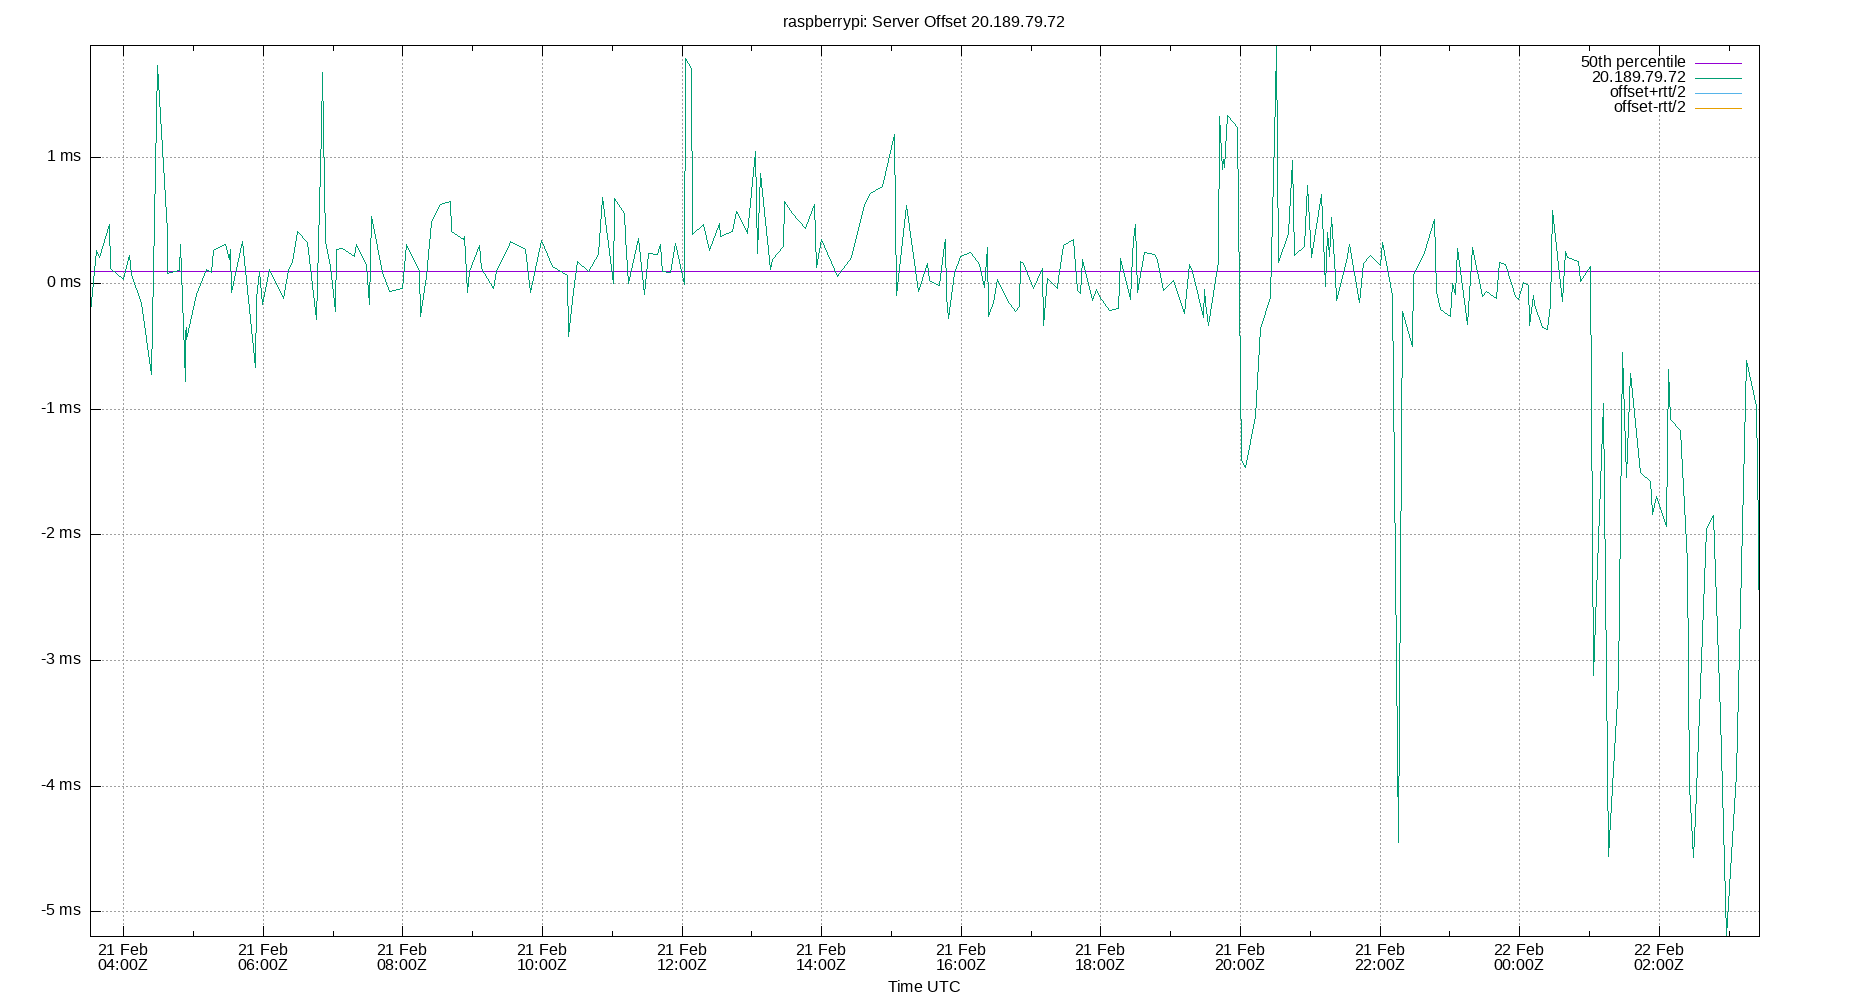 raspberrypi: Server Offset 20.189.79.72
50th percentile
20.189.79.72
offset+rtt/2
offset-rtt/2
1 ms
0 ms
-1 ms
-2 ms
-3 ms
-4 ms
-5 ms
21 Feb 21 Feb 21 Feb 21 Feb 21 Feb 21 Feb 21 Feb 21 Feb 21 Feb 21 Feb 22 Feb 22 Feb
04:00Z 06:00Z 08:00Z 10:00Z 12:00Z 14:00Z 16:00Z 18:00Z 20:00Z 22:00Z 00:00Z 02:00Z
Time UTC